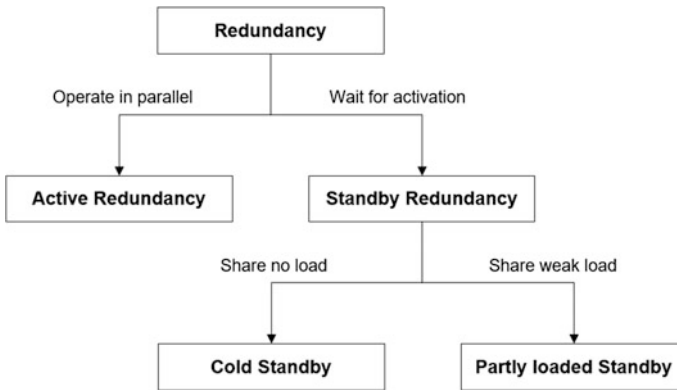 Redundancy
Operate in parallel
Wait for activation
Active Redundancy
Standby Redundancy
Share no load
Share weak load
Cold Standby
Partly loaded Standby